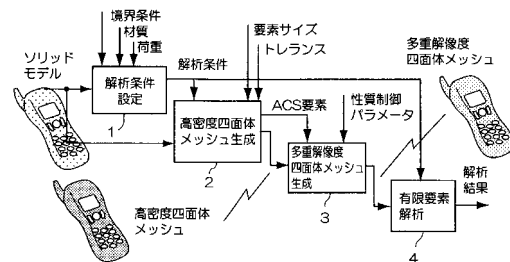 境界条件
材質
荷重
ソリッド
モデル
解析条件
設定
1
解析条件
要素サイズ
トレランス
多重解像度
四面体メッシュ
高密度四面体
メッシュ生成
2
ACS要素
性質制御
パラメータ
多重解像度
四面体メッシュ
生成
3
有限要素
解析
4
解析
結果
高密度四面体
メッシュ